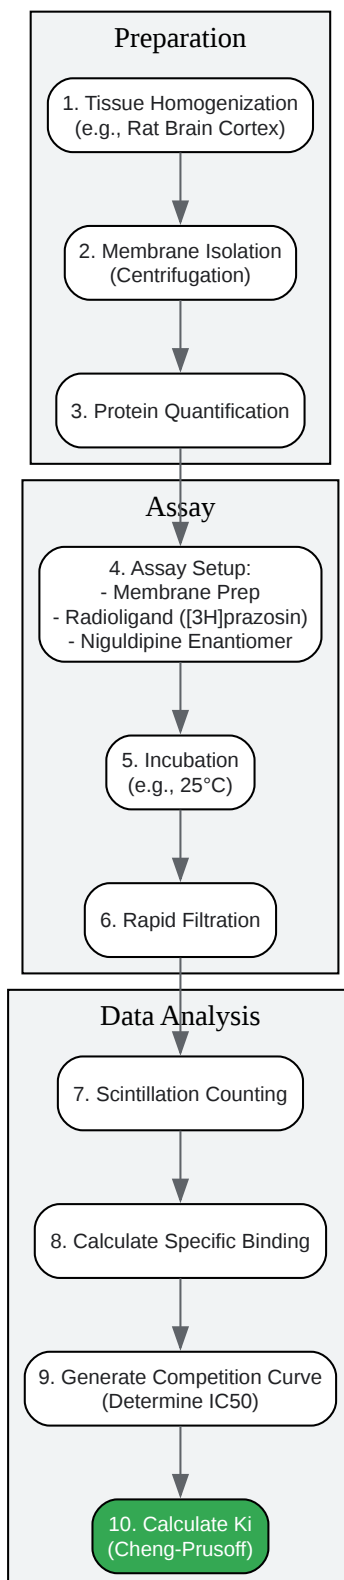 Preparation
1. Tissue Homogenization
(e.g., Rat Brain Cortex)
2. Membrane Isolation
(Centrifugation)
3. Protein Quantification
Assay
4. Assay Setup:
- Membrane Prep
- Radioligand ([3H]prazosin)
- Niguldipine Enantiomer
5. Incubation
(e.g., 25°C)
6. Rapid Filtration
Data Analysis
7. Scintillation Counting
8. Calculate Specific Binding
9. Generate Competition Curve
(Determine IC50)
10. Calculate Ki
(Cheng-Prusoff)